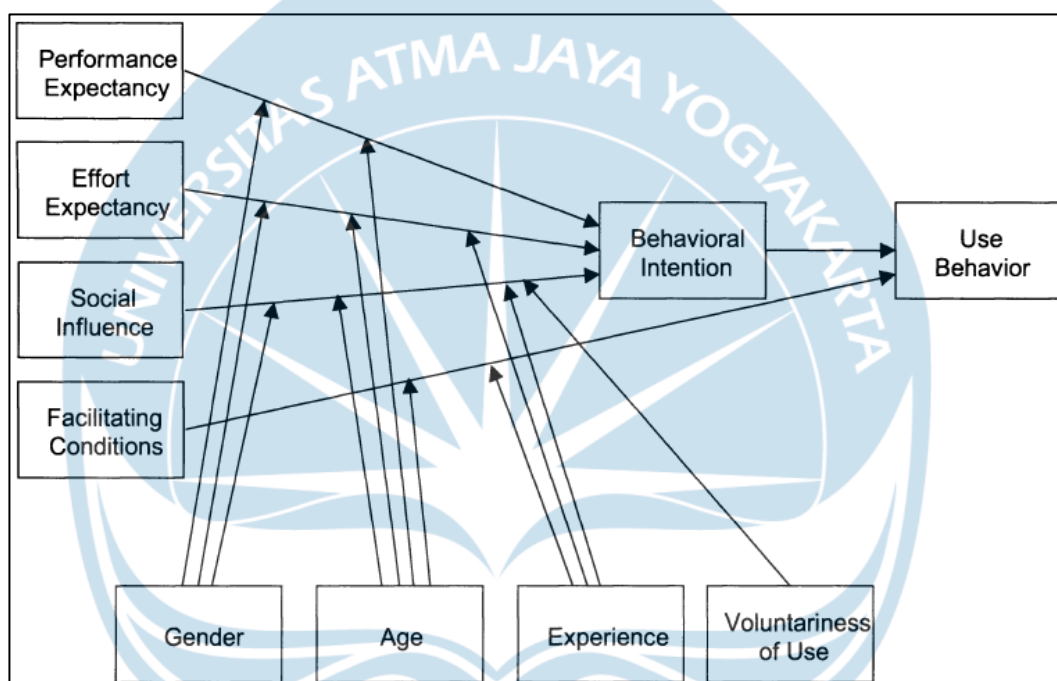 UNIVERSITAS ATMA JAYA YOGYAKARTA
Performance
Expectancy
Effort
Expectancy
Social
Influence
Facilitating
Conditions
Behavioral
Intention
Use
Behavior
Gender
Age
Experience
Voluntariness
of Use